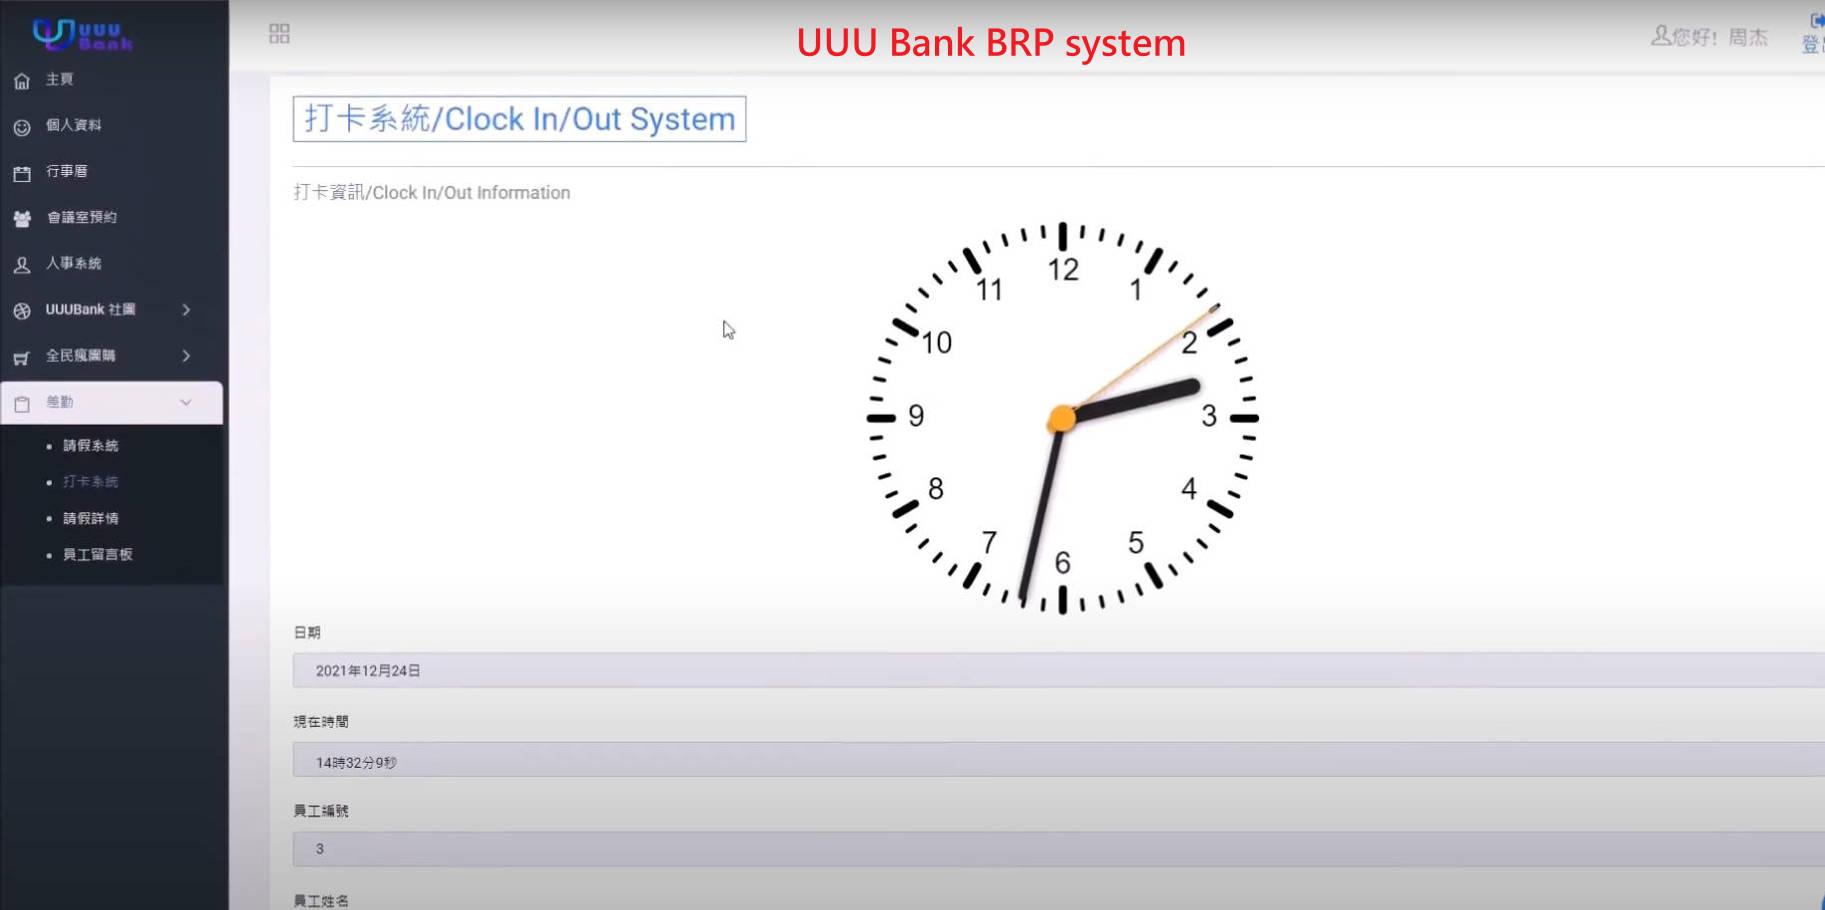 UUU Bank
主頁
個人資料
行事曆
會議室預約
人事系統
UUUBank 社團
全民瘋團購
差勤
請假系統
打卡系統
請假詳情
員工留言板
UUU Bank BRP system
您好! 周杰
登出
打卡系統/Clock In/Out System
打卡資訊/Clock In/Out Information
12
1
2
3
4
5
6
7
8
9
10
11
日期
2021年12月24日
現在時間
14時32分9秒
員工編號
3
員工姓名